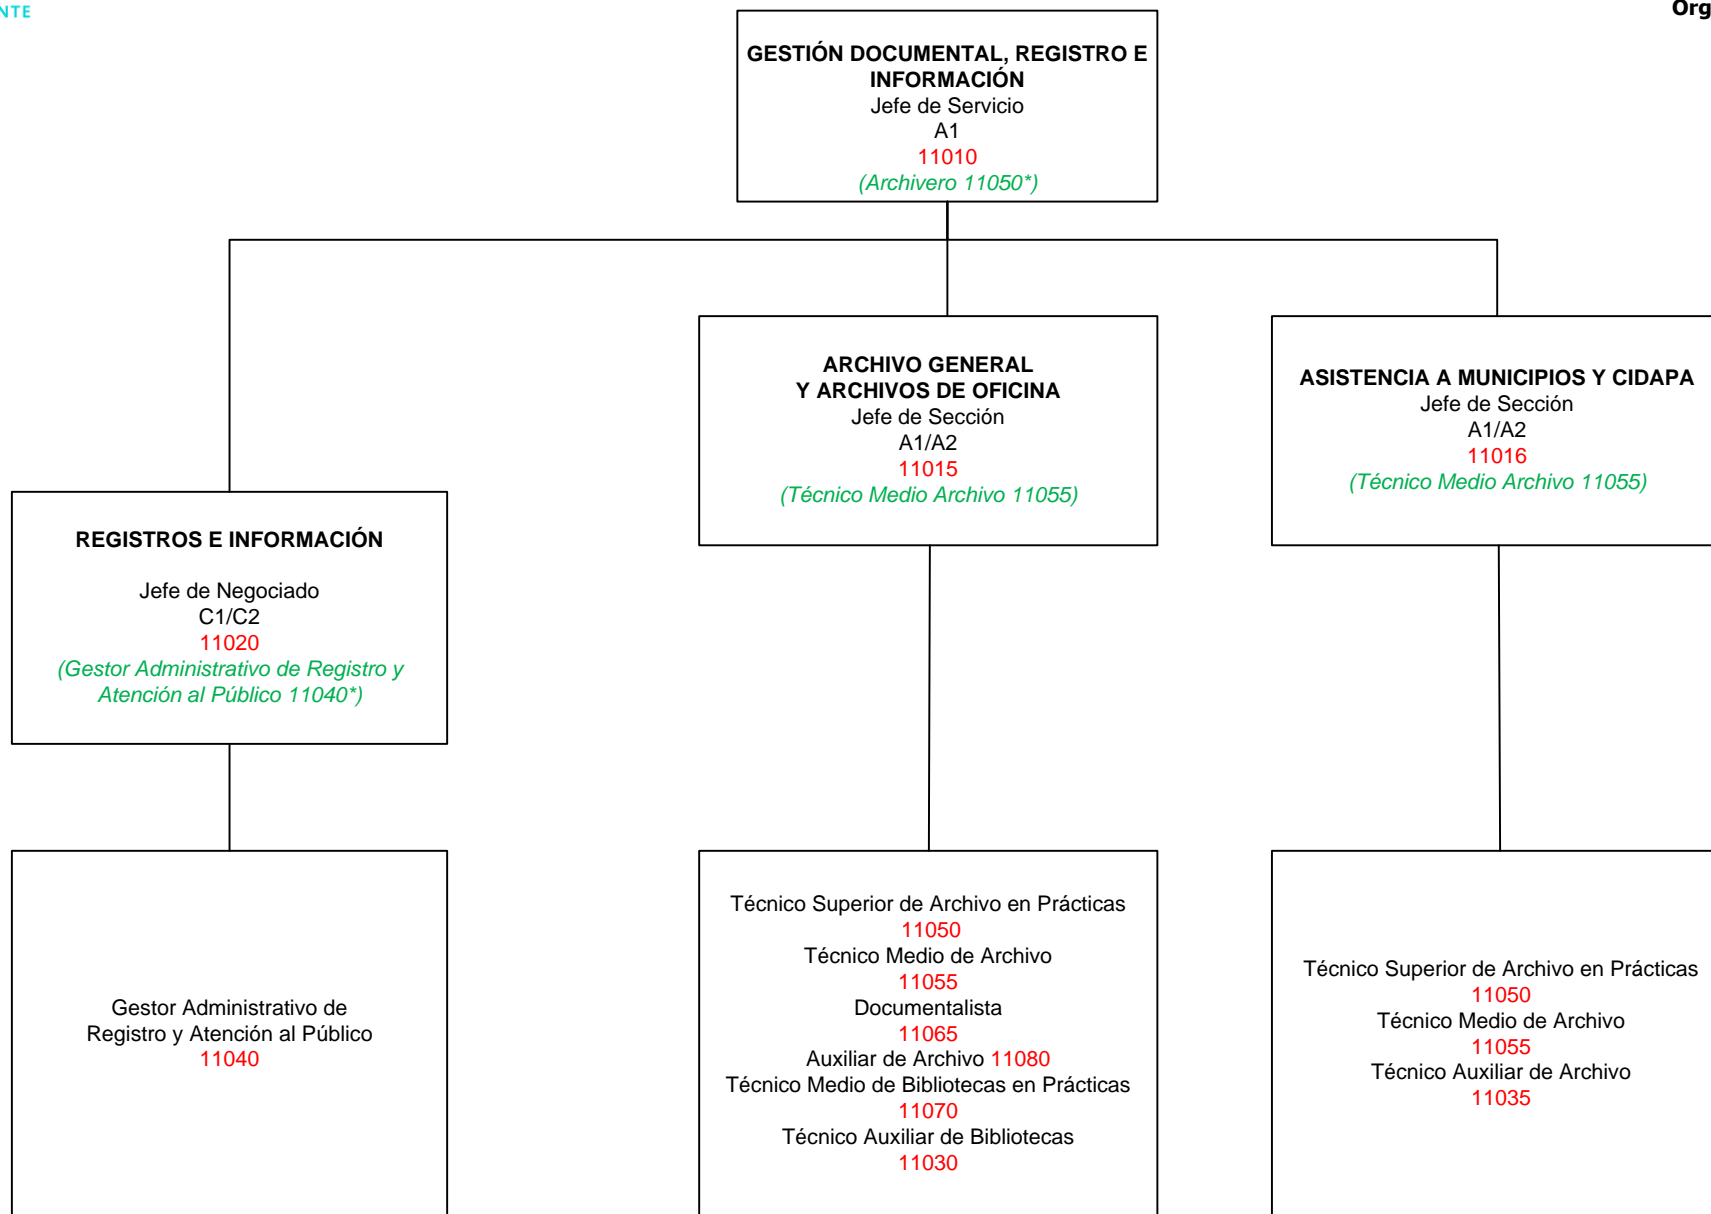 NTE
Org
GESTIÓN DOCUMENTAL, REGISTRO E
INFORMACIÓN
Jefe de Servicio
A1
11010
(Archivero 11050*)
REGISTROS E INFORMACIÓN
Jefe de Negociado
C1/C2
11020
(Gestor Administrativo de Registro y
Atención al Público 11040*)
ARCHIVO GENERAL
Y ARCHIVOS DE OFICINA
Jefe de Sección
A1/A2
11015
(Técnico Medio Archivo 11055)
ASISTENCIA A MUNICIPIOS Y CIDAPA
Jefe de Sección
A1/A2
11016
(Técnico Medio Archivo 11055)
Gestor Administrativo de
Registro y Atención al Público
11040
Técnico Superior de Archivo en Prácticas
11050
Técnico Medio de Archivo
11055
Documentalista
11065
Auxiliar de Archivo 11080
Técnico Medio de Bibliotecas en Prácticas
11070
Técnico Auxiliar de Bibliotecas
11030
Técnico Superior de Archivo en Prácticas
11050
Técnico Medio de Archivo
11055
Técnico Auxiliar de Archivo
11035